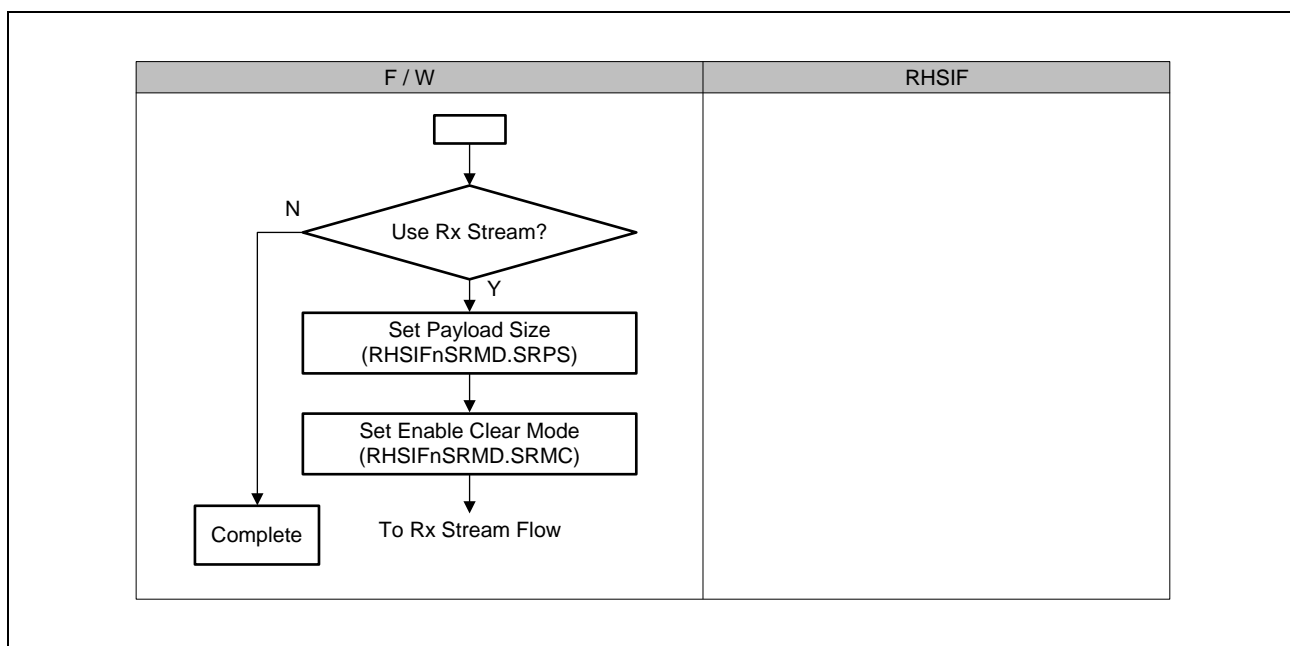 F / W
RHSIF
Use Rx Stream?
N
Y
Set Payload Size
(RHSIFnSRMD.SRPS)
Set Enable Clear Mode
(RHSIFnSRMD.SRMC)
Complete
To Rx Stream Flow